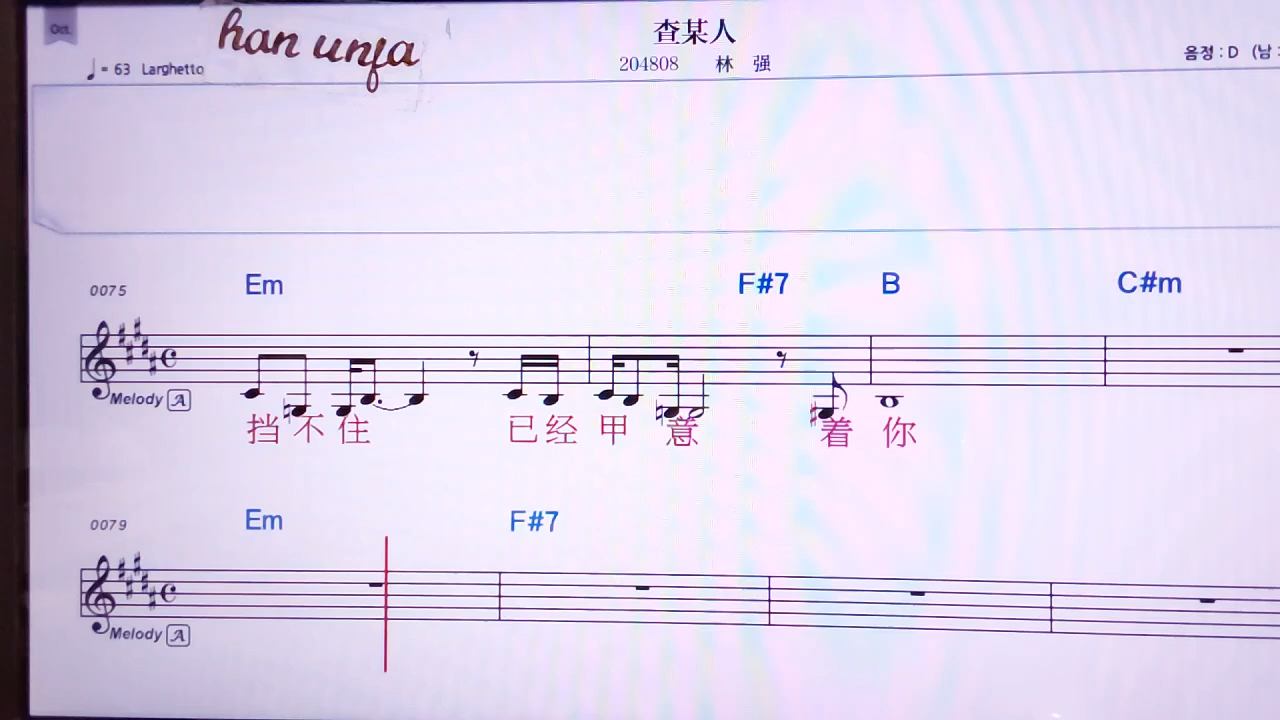 Oct.
han unja
查某人
♩= 63 Larghetto
204808 林 强
음정 : D (남 :
0075
Em F#7 B C#m
Melody A
挡 不 住 已 经 甲 意 着 你
0079
Em F#7
Melody A